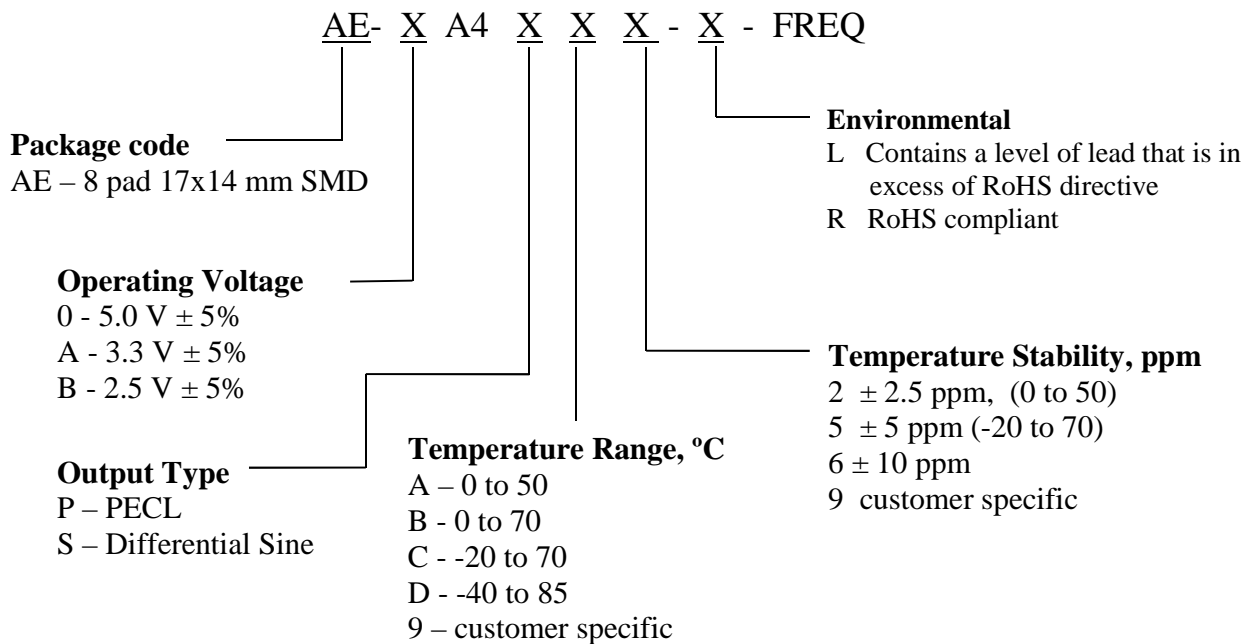 AE- X A4 X X X - X - FREQ
Package code
AE – 8 pad 17x14 mm SMD
Environmental
L Contains a level of lead that is in
excess of RoHS directive
R RoHS compliant
Operating Voltage
0 - 5.0 V ± 5%
A - 3.3 V ± 5%
B - 2.5 V ± 5%
Temperature Stability, ppm
2 ± 2.5 ppm, (0 to 50)
5 ± 5 ppm (-20 to 70)
6 ± 10 ppm
9 customer specific
Output Type
P – PECL
S – Differential Sine
Temperature Range, ºC
A – 0 to 50
B - 0 to 70
C - -20 to 70
D - -40 to 85
9 – customer specific